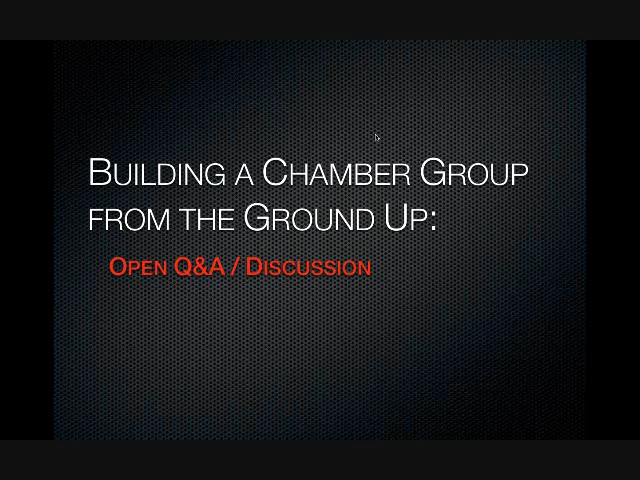 Building a Chamber Group
from the Ground Up:
Open Q&A / Discussion